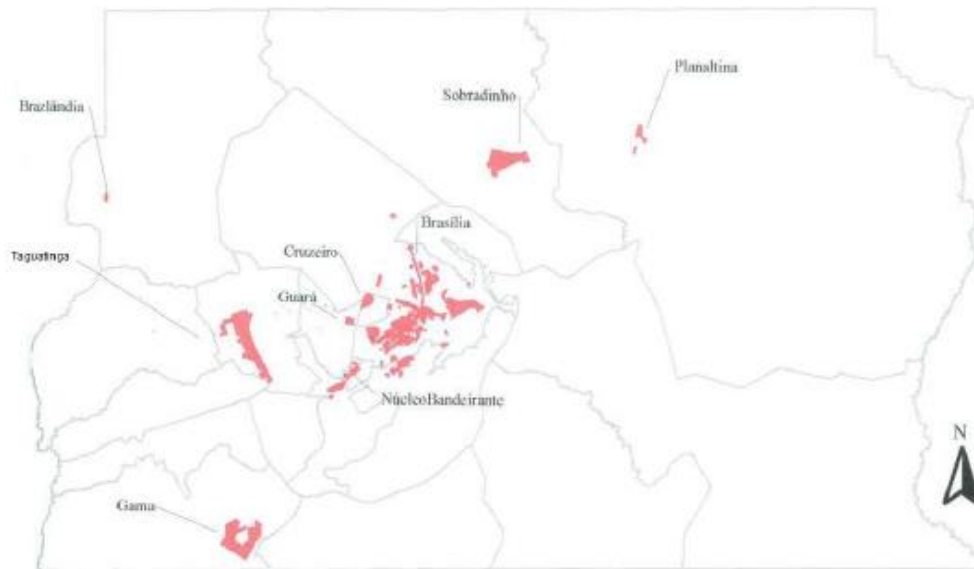 Planaltina
Sobradinho
Brazlândia
Brasília
Cruzeiro
Taguatinga
Guará
NúcleoBandeirante
N
Gama